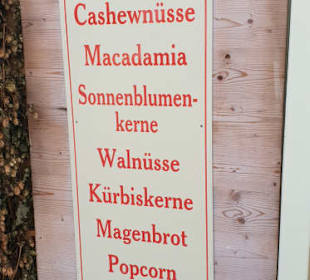 Cashewnüsse
Macadamia
Sonnenblumen-
kerne
Walnüsse
Kürbiskerne
Magenbrot
Popcorn